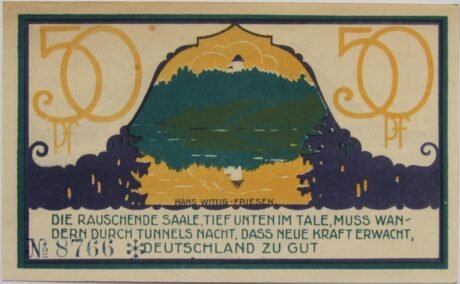 50 50
Pf Pf
HANS WITTIG-FRIESEN.
DIE RAUSCHENDE SAALE, TIEF UNTEN IM TALE, MUSS WAN-
DERN DURCH TUNNELS NACHT, DASS NEUE KRAFT ERWACHT,
№ 8766 ✻ DEUTSCHLAND ZU GUT.